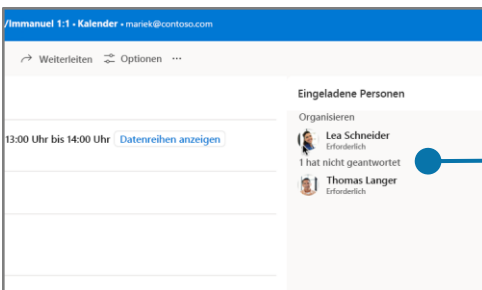 /Immanuel 1:1 • Kalender • mariek@contoso.com
Weiterleiten Optionen ...
Eingeladene Personen
Organisieren
Lea Schneider
Erforderlich
13:00 Uhr bis 14:00 Uhr Datenreihen anzeigen
1 hat nicht geantwortet
Thomas Langer
Erforderlich